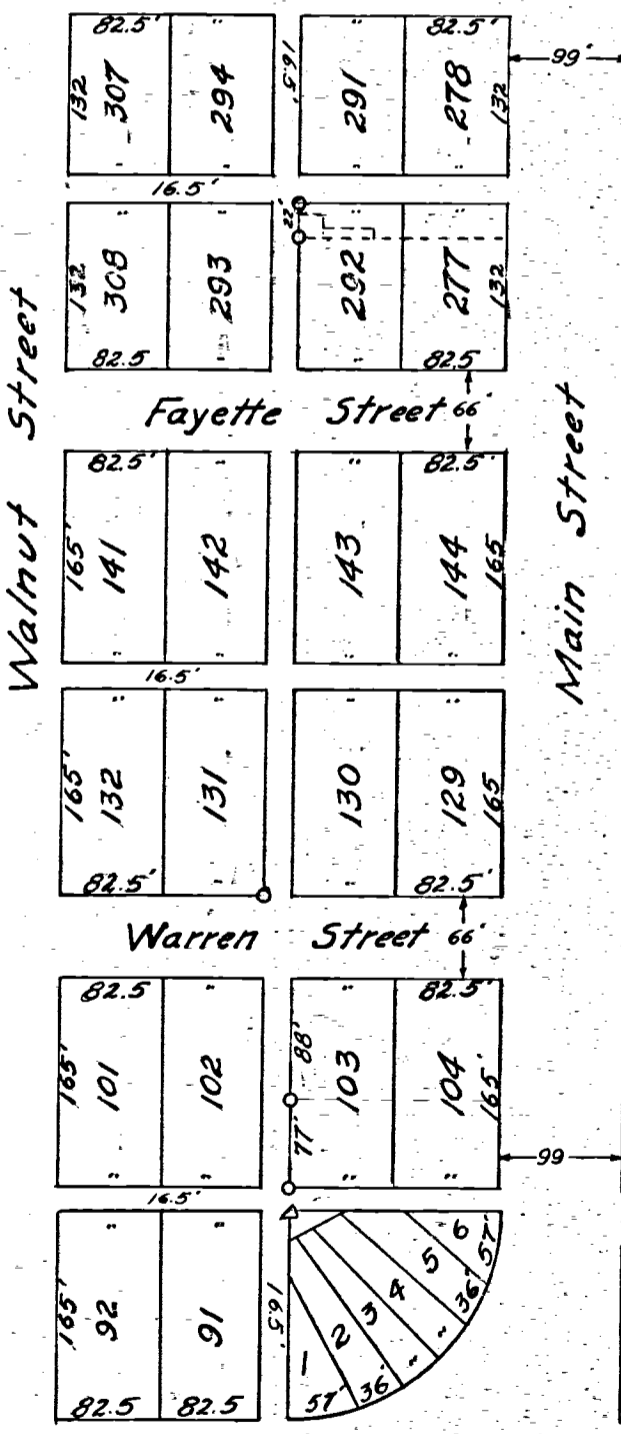 82.5' " 82.5'
132 307 294 16.5' 291 278 132 99'
" " "
16.5'
" " 22' " "
132 308 293 292 277 132
82.5 " " 82.5
Fayette Street 66'
82.5' " " 82.5'
165' 141 142 143 144 165
" " " "
16.5'
" " " "
165' 132 131 130 129 165
82.5' " " 82.5'
Warren Street 66'
82.5 " " 82.5'
165' 101 102 88' 103 104 165'
77'
" " " " 99
16.5'
" "
165' 92 91 16.5' 1 2 3 4 5 6
82.5 82.5 57' 36' " " 36' 57'
Walnut Street
Main Street